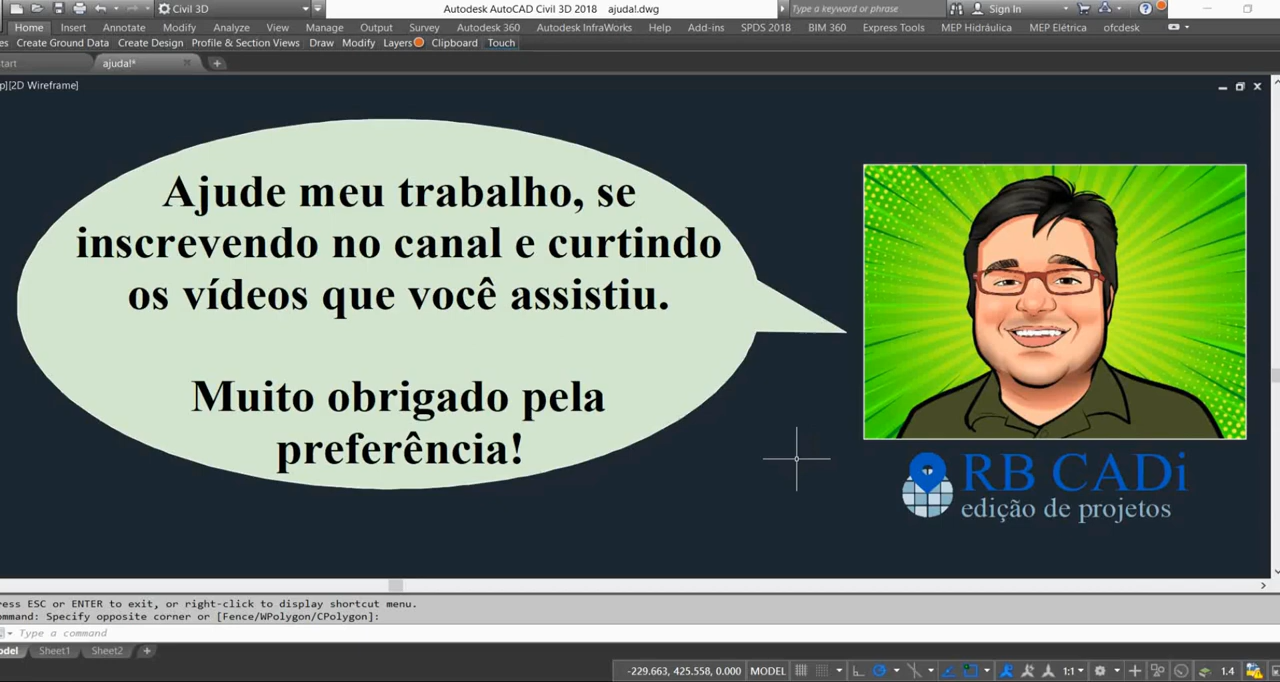 Civil 3D
Autodesk AutoCAD Civil 3D 2018 ajuda!.dwg
Type a keyword or phrase
Sign In
Home Insert Annotate Modify Analyze View Manage Output Survey Autodesk 360 Autodesk InfraWorks Help Add-ins SPDS 2018 BIM 360 Express Tools MEP Hidráulica MEP Elétrica ofcdesk
Create Ground Data Create Design Profile & Section Views Draw Modify Layers Clipboard Touch
ajuda!*
[2D Wireframe]
Ajude meu trabalho, se
inscrevendo no canal e curtindo
os vídeos que você assistiu.
Muito obrigado pela
preferência!
RB CADi
edição de projetos
ress ESC or ENTER to exit, or right-click to display shortcut menu.
ommand: Specify opposite corner or [Fence/WPolygon/CPolygon]:
Type a command
odel Sheet1 Sheet2 +
-229.663, 425.558, 0.000 MODEL 1:1 1.4